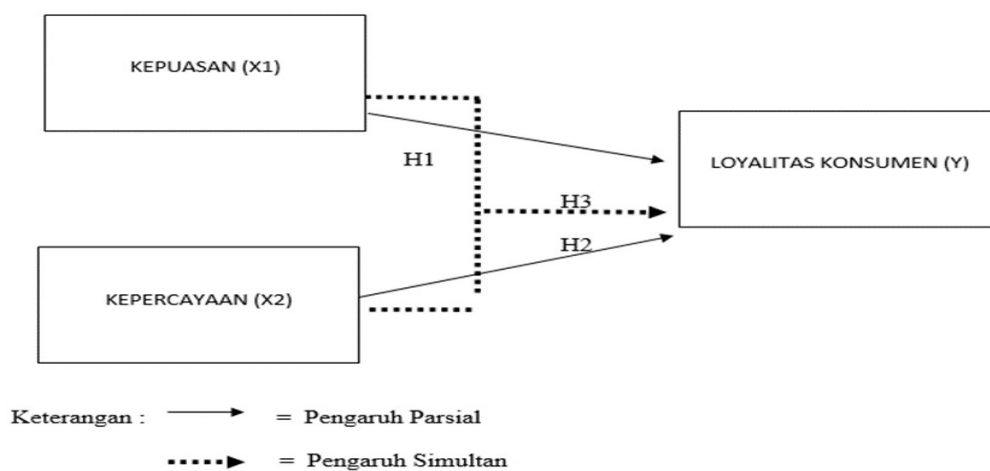 KEPUASAN (X1)
LOYALITAS KONSUMEN (Y)
H1
H3
H2
KEPERCAYAAN (X2)
Keterangan :
= Pengaruh Parsial
= Pengaruh Simultan